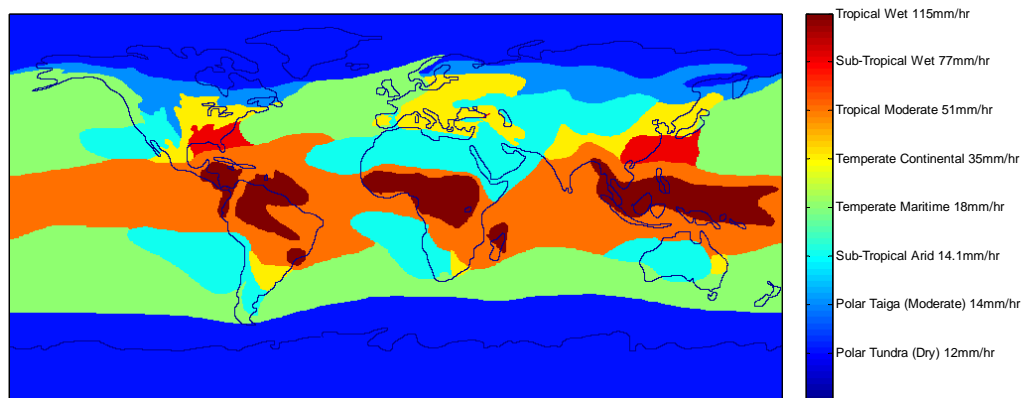 Tropical Wet 115mm/hr
Sub-Tropical Wet 77mm/hr
Tropical Moderate 51mm/hr
Temperate Continental 35mm/hr
Temperate Maritime 18mm/hr
Sub-Tropical Arid 14.1mm/hr
Polar Taiga (Moderate) 14mm/hr
Polar Tundra (Dry) 12mm/hr